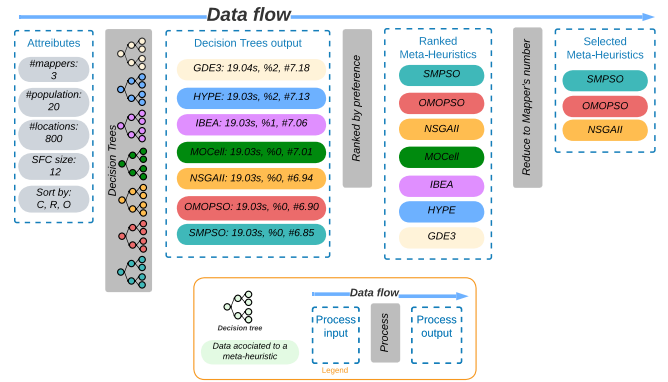 Data flow
Attreibutes
#mappers:
3
#population:
20
#locations:
800
SFC size:
12
Sort by:
C, R, O
Decision Trees
Decision Trees output
GDE3: 19.04s, %2, #7.18
HYPE: 19.03s, %2, #7.13
IBEA: 19.03s, %1, #7.06
MOCell: 19.03s, %0, #7.01
NSGAII: 19.03s, %0, #6.94
OMOPSO: 19.03s, %0, #6.90
SMPSO: 19.03s, %0, #6.85
Ranked by preference
Ranked
Meta-Heuristics
SMPSO
OMOPSO
NSGAII
MOCell
IBEA
HYPE
GDE3
Reduce to Mapper's number
Selected
Meta-Heuristics
SMPSO
OMOPSO
NSGAII
Decision tree
Data acociated to a
meta-heuristic
Data flow
Process
input
Process
Process
output
Legend